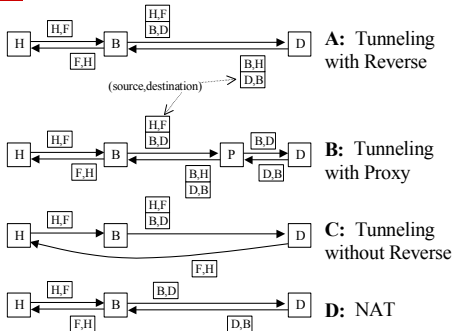 H,F
H,F
B,D
H
B
D
A: Tunneling
with Reverse
F,H
B,H
D,B
(source,destination)
H,F
H,F
B,D
B,D
H
B
P
D
B: Tunneling
with Proxy
F,H
B,H
D,B
D,B
H,F
H,F
B,D
H
B
D
C: Tunneling
without Reverse
F,H
H,F
B,D
H
B
D
D: NAT
F,H
D,B